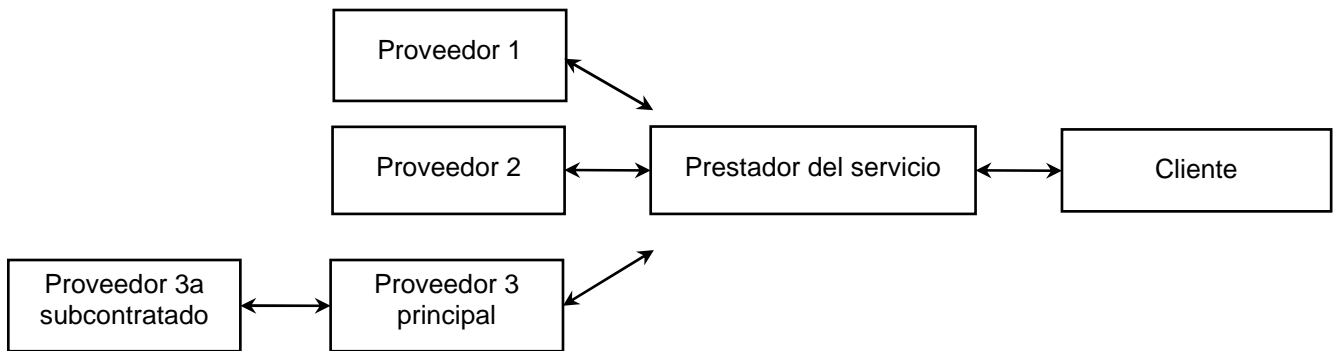 Proveedor 1
Proveedor 2
Prestador del servicio
Cliente
Proveedor 3a
subcontratado
Proveedor 3
principal